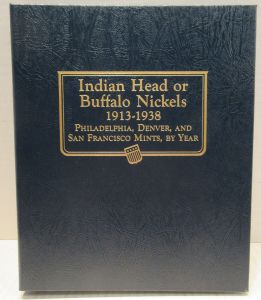 Indian Head or
Buffalo Nickels
1913-1938
Philadelphia, Denver, and
San Francisco Mints, by Year